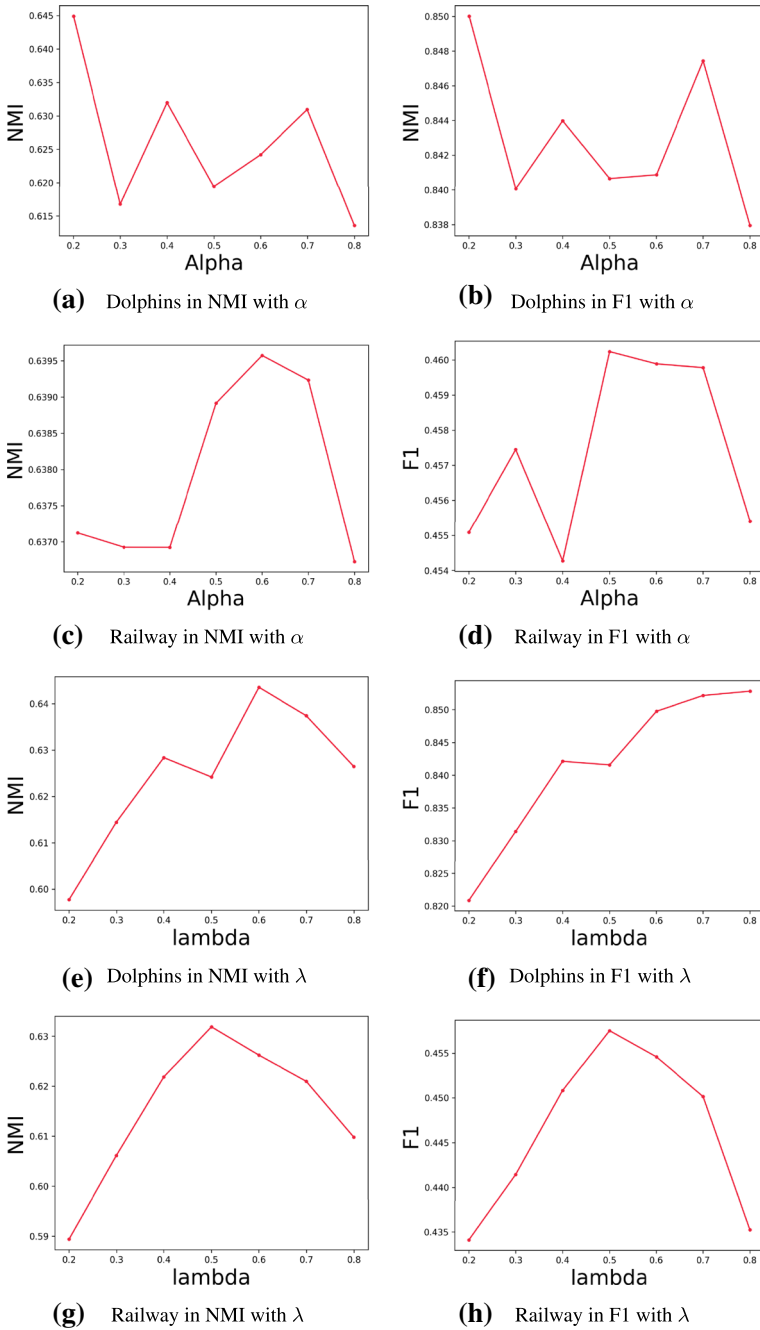 0.645
0.640
0.635
0.630
0.625
0.620
0.615
NMI
0.2 0.3 0.4 0.5 0.6 0.7 0.8
Alpha
(a) Dolphins in NMI with α
0.850
0.848
0.846
0.844
0.842
0.840
0.838
NMI
0.2 0.3 0.4 0.5 0.6 0.7 0.8
Alpha
(b) Dolphins in F1 with α
0.6395
0.6390
0.6385
0.6380
0.6375
0.6370
NMI
0.2 0.3 0.4 0.5 0.6 0.7 0.8
Alpha
(c) Railway in NMI with α
0.460
0.459
0.458
0.457
0.456
0.455
0.454
F1
0.2 0.3 0.4 0.5 0.6 0.7 0.8
Alpha
(d) Railway in F1 with α
0.64
0.63
0.62
0.61
0.60
NMI
0.2 0.3 0.4 0.5 0.6 0.7 0.8
lambda
(e) Dolphins in NMI with λ
0.850
0.845
0.840
0.835
0.830
0.825
0.820
F1
0.2 0.3 0.4 0.5 0.6 0.7 0.8
lambda
(f) Dolphins in F1 with λ
0.63
0.62
0.61
0.60
0.59
NMI
0.2 0.3 0.4 0.5 0.6 0.7 0.8
lambda
(g) Railway in NMI with λ
0.455
0.450
0.445
0.440
0.435
F1
0.2 0.3 0.4 0.5 0.6 0.7 0.8
lambda
(h) Railway in F1 with λ